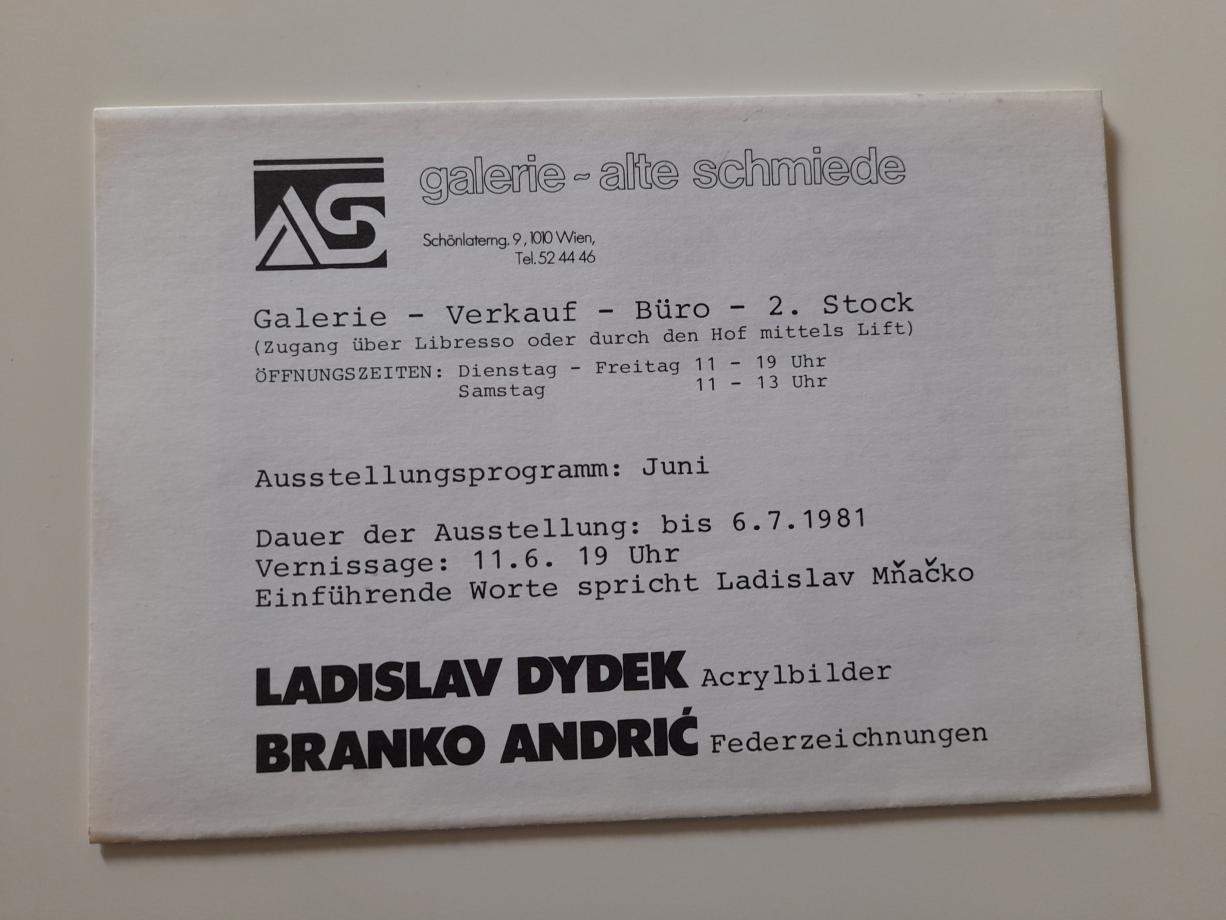 AS
galerie ~ alte schmiede
Schönlaterng. 9, 1010 Wien,
Tel. 52 44 46
Galerie - Verkauf - Büro - 2. Stock
(Zugang über Libresso oder durch den Hof mittels Lift)
ÖFFNUNGSZEITEN: Dienstag - Freitag 11 - 19 Uhr
Samstag 11 - 13 Uhr
Ausstellungsprogramm: Juni
Dauer der Ausstellung: bis 6.7.1981
Vernissage: 11.6. 19 Uhr
Einführende Worte spricht Ladislav Mňačko
LADISLAV DYDEK Acrylbilder
BRANKO ANDRIĆ Federzeichnungen